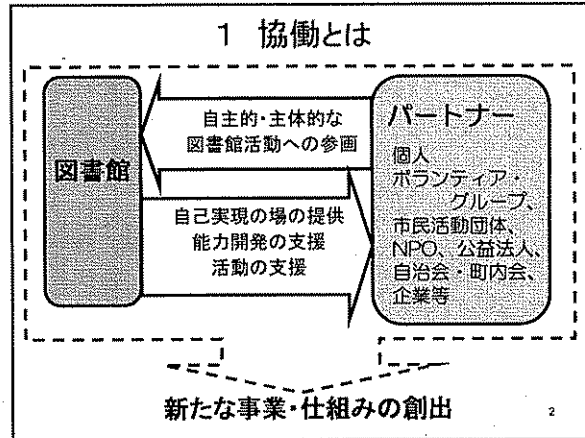 1 協働とは
自主的・主体的な
図書館活動への参画
図書館
自己実現の場の提供
能力開発の支援
活動の支援
パートナー
個人
ボランティア・
グループ、
市民活動団体、
NPO、公益法人、
自治会・町内会、
企業等
新たな事業・仕組みの創出
2